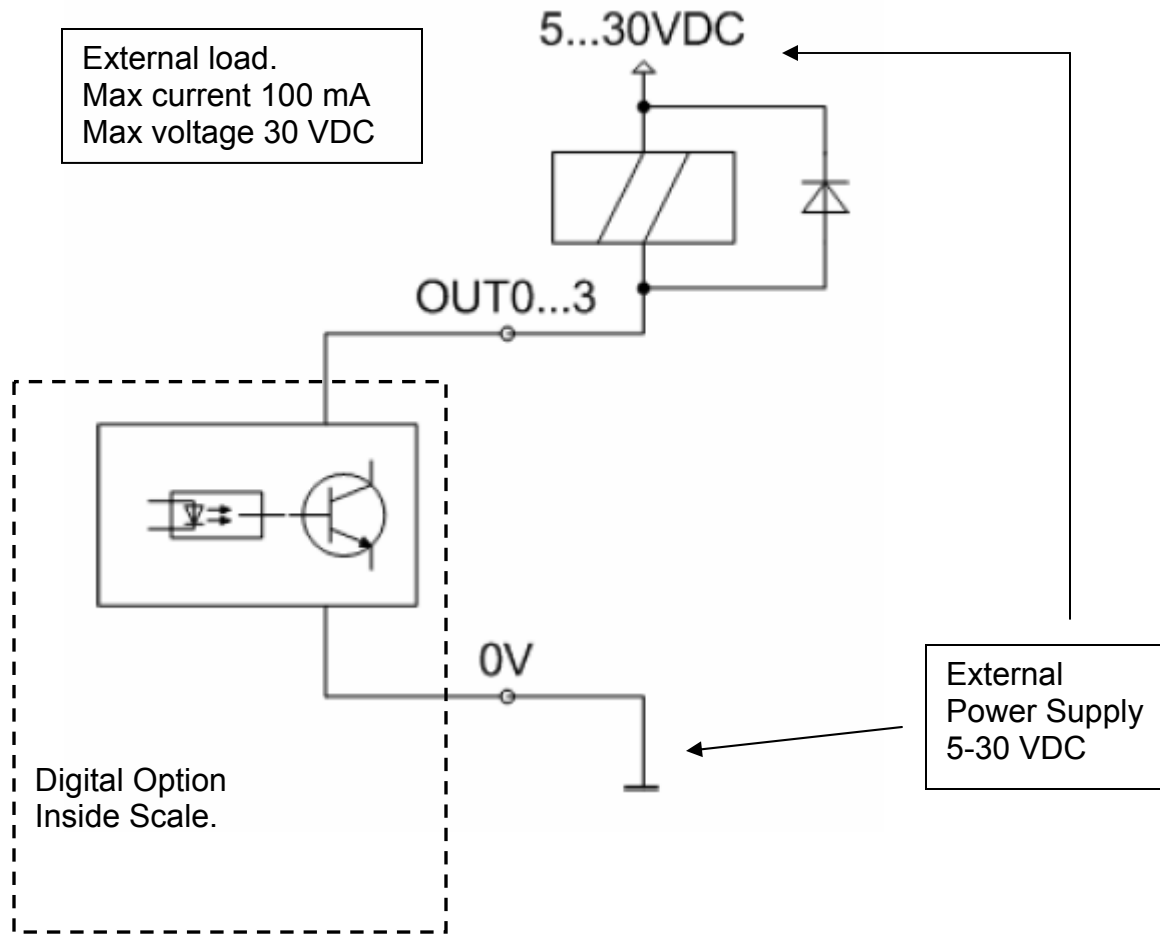 5...30VDC
External load.
Max current 100 mA
Max voltage 30 VDC
OUT0...3
0V
External
Power Supply
5-30 VDC
Digital Option
Inside Scale.